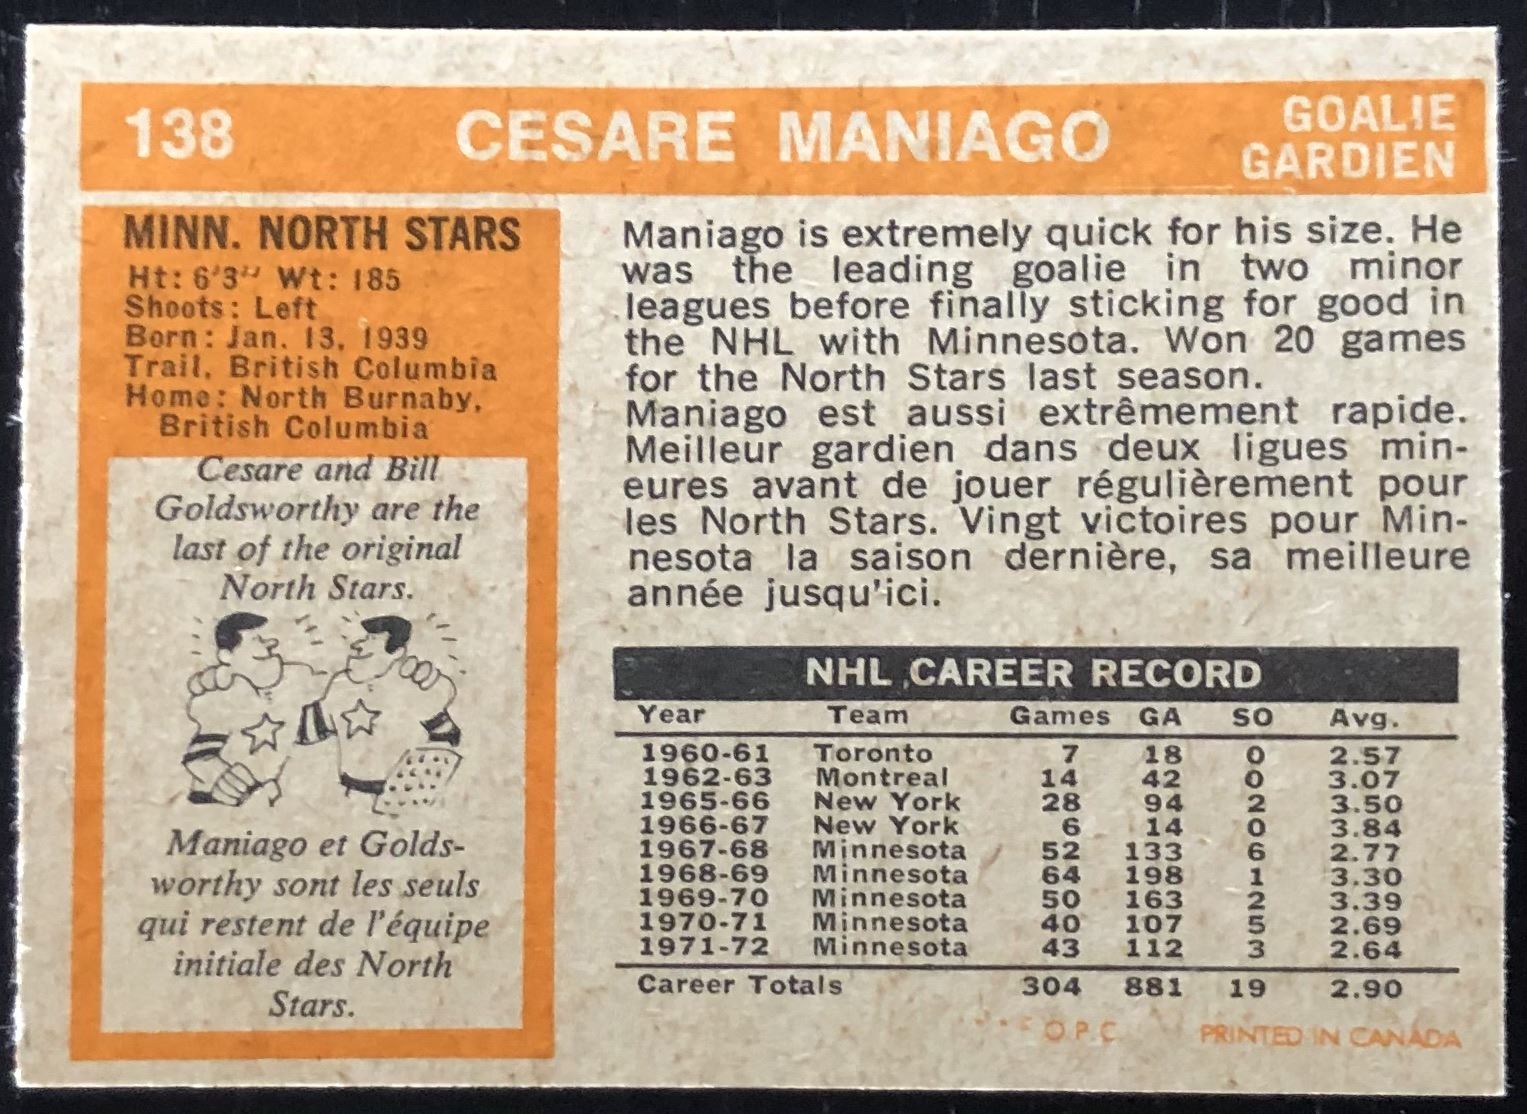 138 CESARE MANIAGO GOALIE
GARDIEN
MINN. NORTH STARS
Ht: 6'3" Wt: 185
Shoots: Left
Born: Jan. 13, 1939
Trail, British Columbia
Home: North Burnaby,
British Columbia
Cesare and Bill
Goldsworthy are the
last of the original
North Stars.
Maniago et Golds-
worthy sont les seuls
qui restent de l'équipe
initiale des North
Stars.
Maniago is extremely quick for his size. He
was the leading goalie in two minor
leagues before finally sticking for good in
the NHL with Minnesota. Won 20 games
for the North Stars last season.
Maniago est aussi extrêmement rapide.
Meilleur gardien dans deux ligues min-
eures avant de jouer régulièrement pour
les North Stars. Vingt victoires pour Min-
nesota la saison dernière, sa meilleure
année jusqu'ici.
NHL CAREER RECORD
Year Team Games GA SO Avg.
1960-61 Toronto 7 18 0 2.57
1962-63 Montreal 14 42 0 3.07
1965-66 New York 28 94 2 3.50
1966-67 New York 6 14 0 3.84
1967-68 Minnesota 52 133 6 2.77
1968-69 Minnesota 64 198 1 3.30
1969-70 Minnesota 50 163 2 3.39
1970-71 Minnesota 40 107 5 2.69
1971-72 Minnesota 43 112 3 2.64
Career Totals 304 881 19 2.90
O.P.C. PRINTED IN CANADA